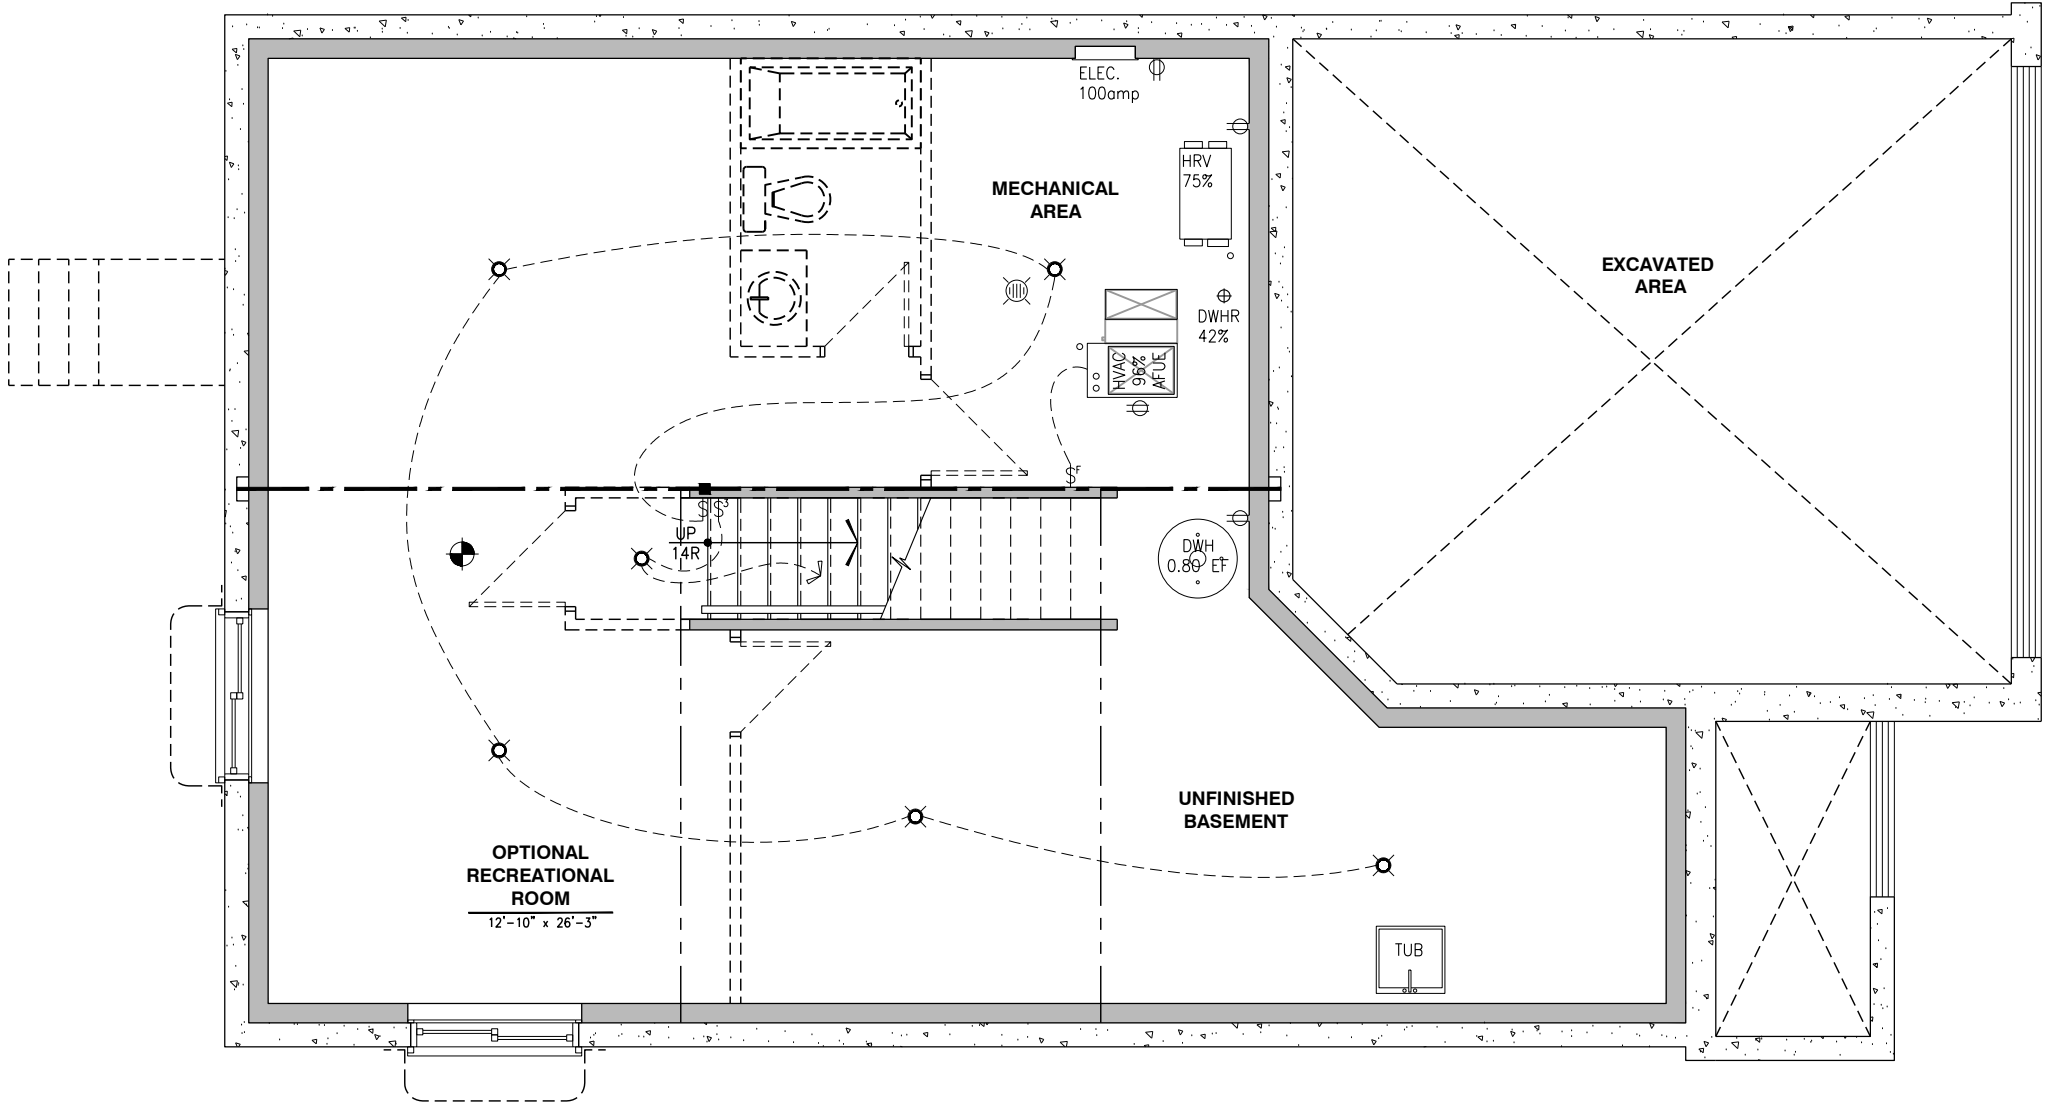 ELEC.
100amp
HRV
75%
MECHANICAL
AREA
EXCAVATED
AREA
DWHR
42%
HVAC
96%
AFUE
S^F
S S^3
UP
14R
DWH
0.80 EF
UNFINISHED
BASEMENT
OPTIONAL
RECREATIONAL
ROOM
12'-10" x 26'-3"
TUB